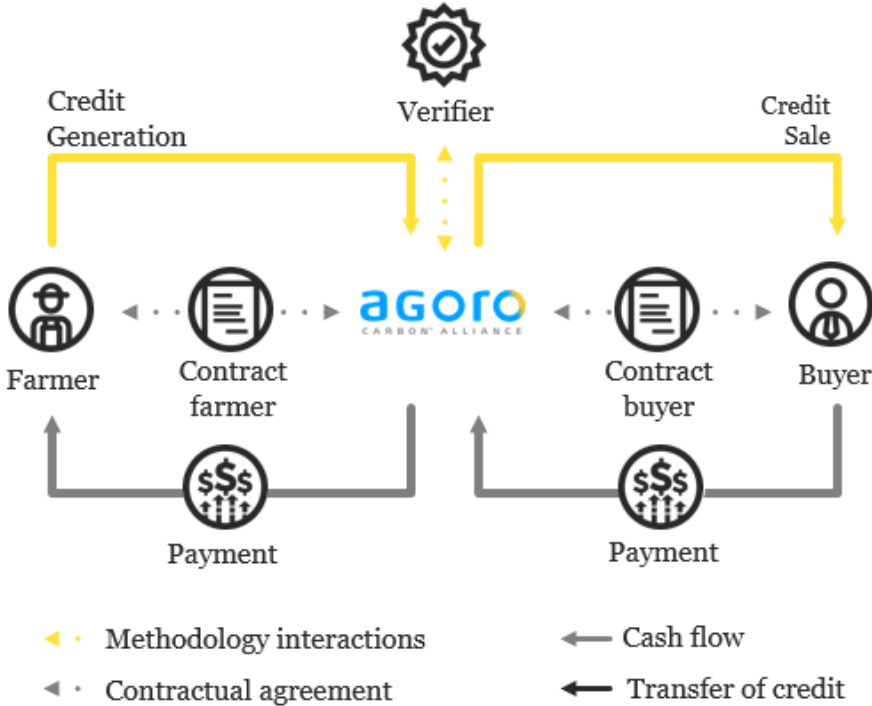 Credit
Generation
Verifier
Credit
Sale
agoro
CARBON® ALLIANCE
Farmer
Contract
farmer
Contract
buyer
Buyer
$$$
Payment
$$$
Payment
Methodology interactions
Cash flow
Contractual agreement
Transfer of credit